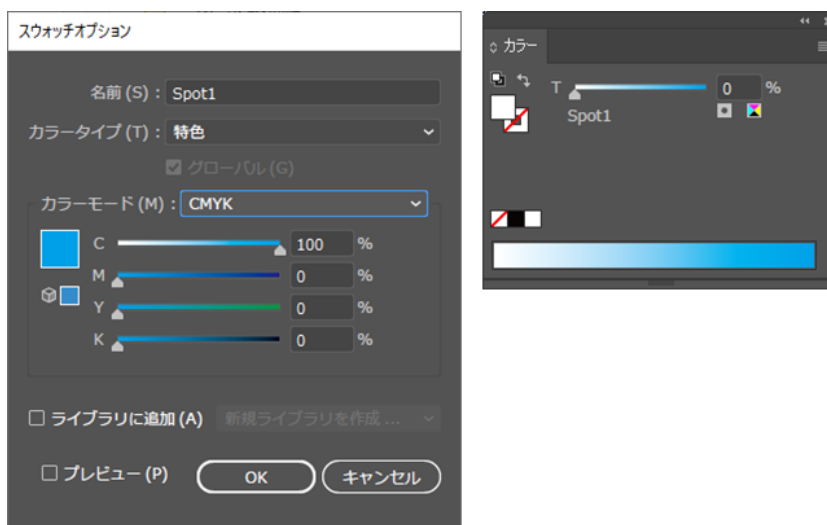 スウォッチオプション
名前(S): Spot1
カラータイプ(T): 特色
グローバル(G)
カラーモード(M): CMYK
C 100 %
M 0 %
Y 0 %
K 0 %
ライブラリに追加(A) 新規ライブラリを作成 ...
プレビュー(P) OK キャンセル
カラー
T 0 %
Spot1